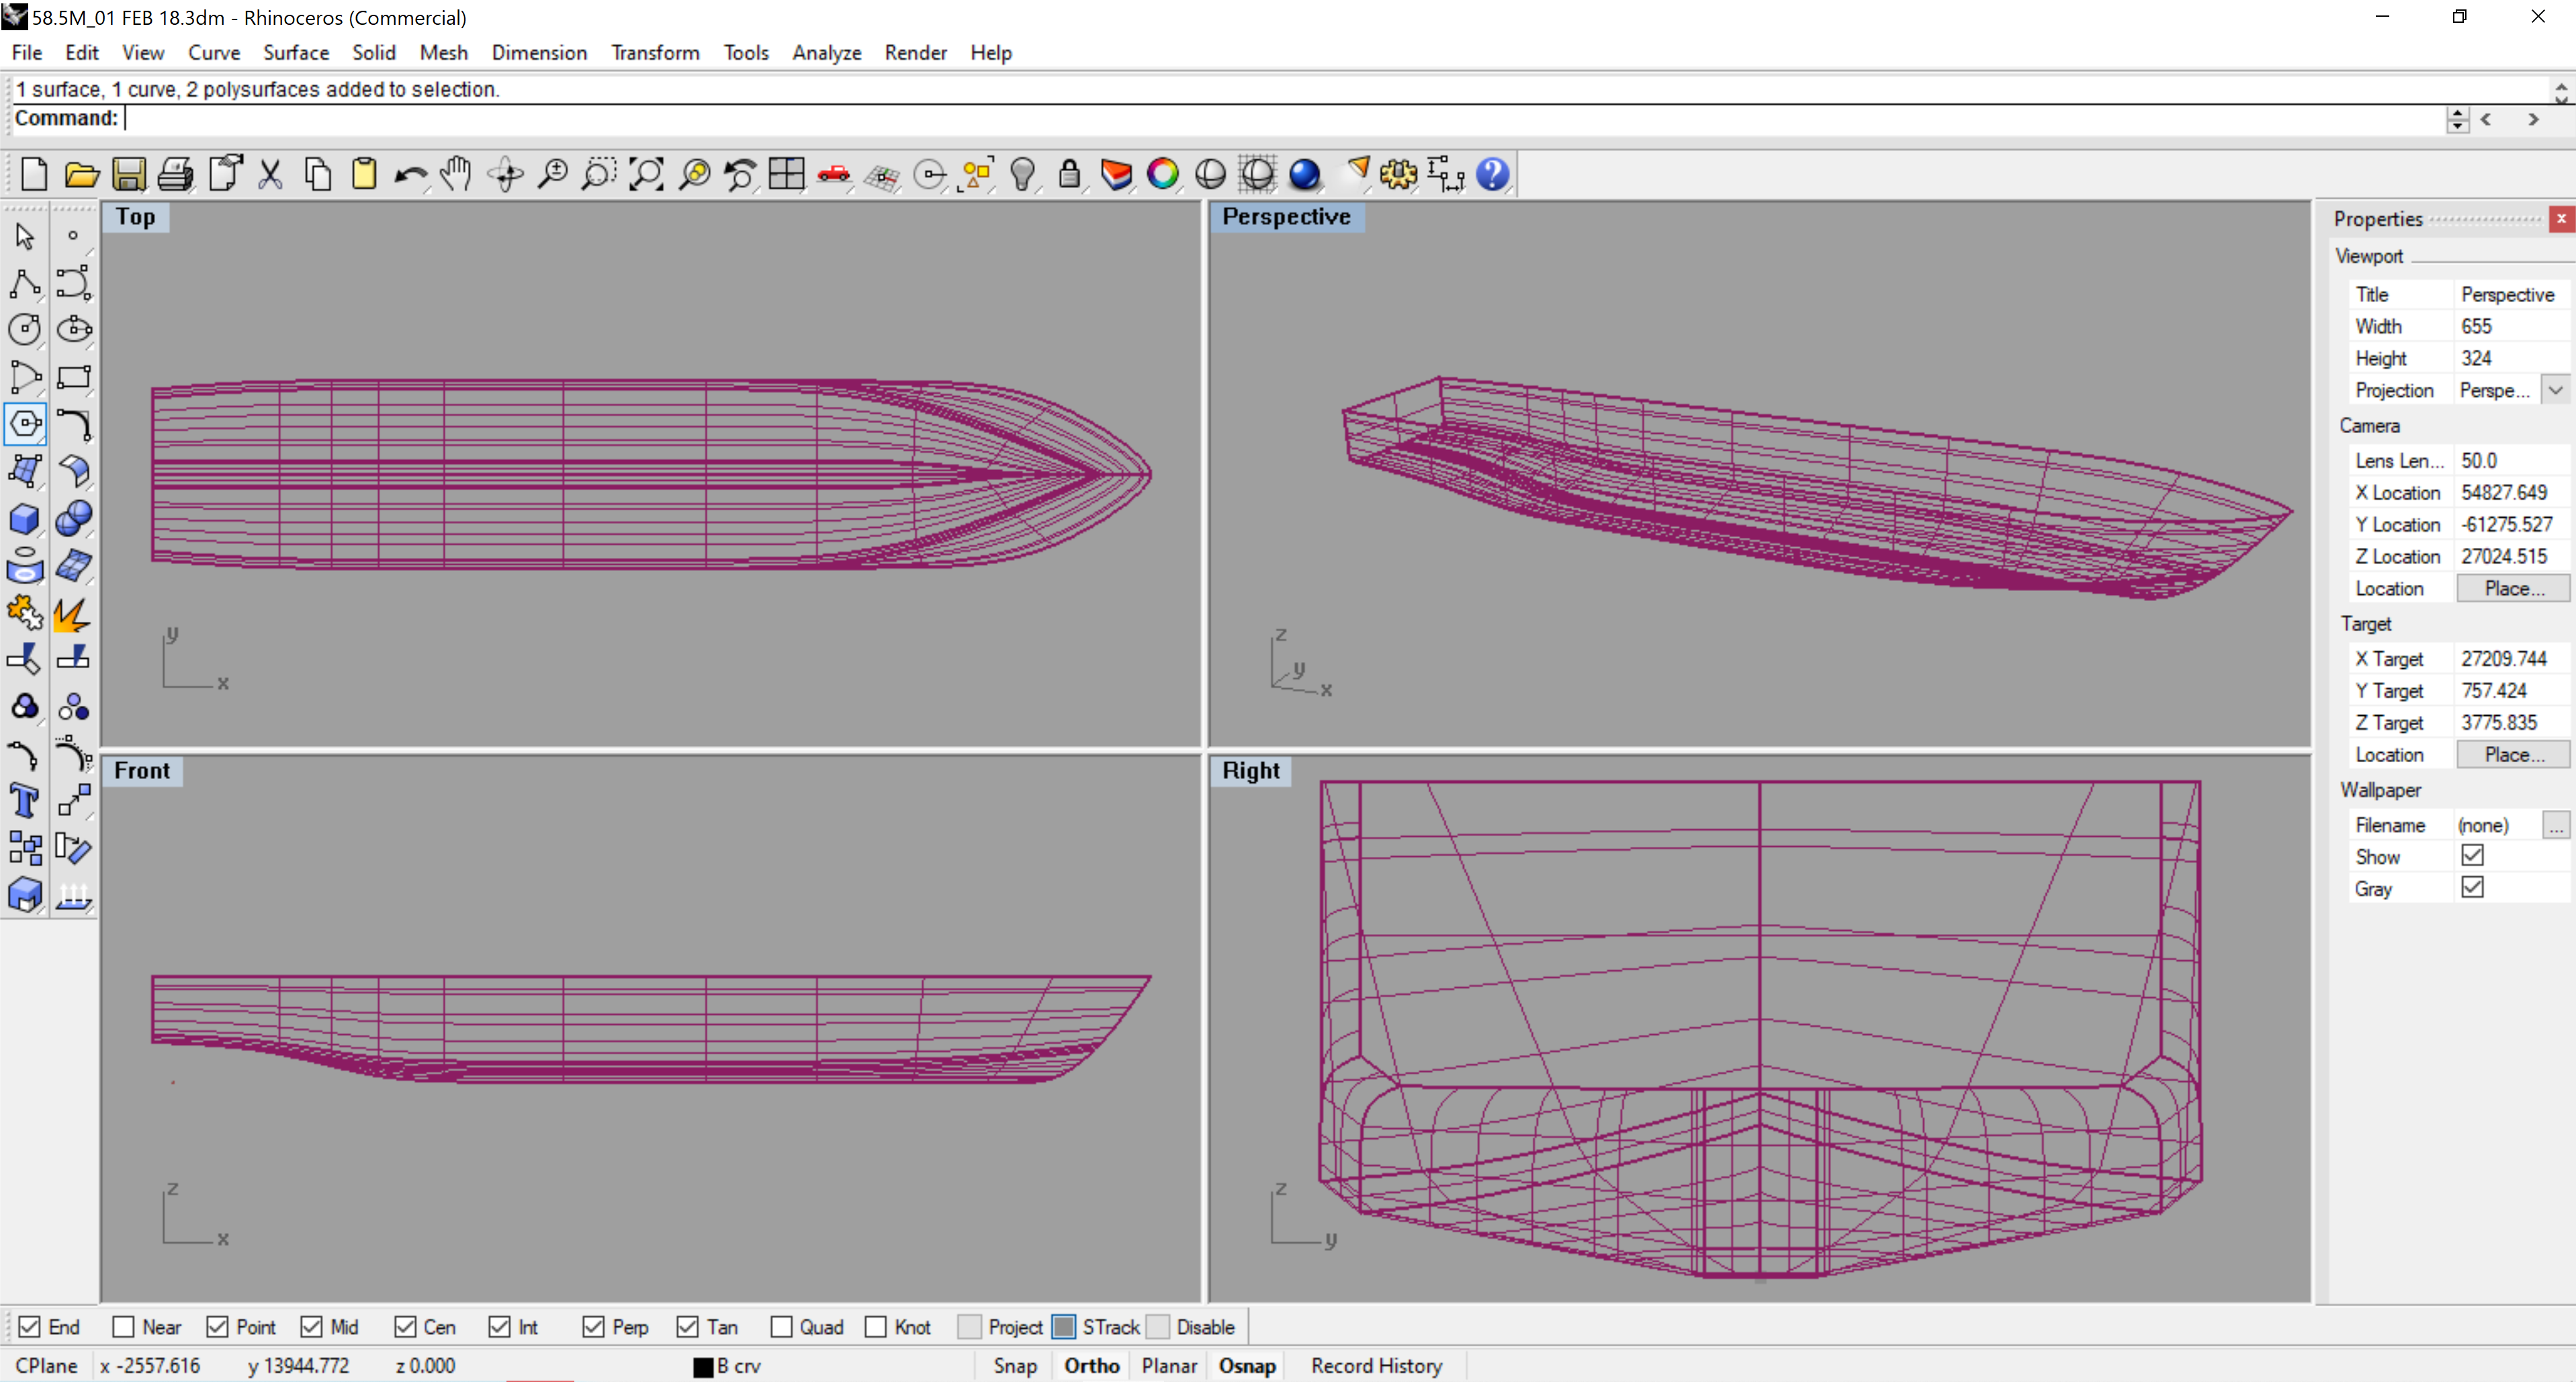 58.5M_01 FEB 18.3dm - Rhinoceros (Commercial)
File Edit View Curve Surface Solid Mesh Dimension Transform Tools Analyze Render Help
1 surface, 1 curve, 2 polysurfaces added to selection.
Command:
Top
y
x
Perspective
z
y
x
Front
z
x
Right
z
y
Properties
Viewport
Title Perspective
Width 655
Height 324
Projection Perspe...
Camera
Lens Len... 50.0
X Location 54827.649
Y Location -61275.527
Z Location 27024.515
Location Place...
Target
X Target 27209.744
Y Target 757.424
Z Target 3775.835
Location Place...
Wallpaper
Filename (none) ...
Show
Gray
End Near Point Mid Cen Int Perp Tan Quad Knot Project STrack Disable
CPlane x -2557.616 y 13944.772 z 0.000 B crv Snap Ortho Planar Osnap Record History